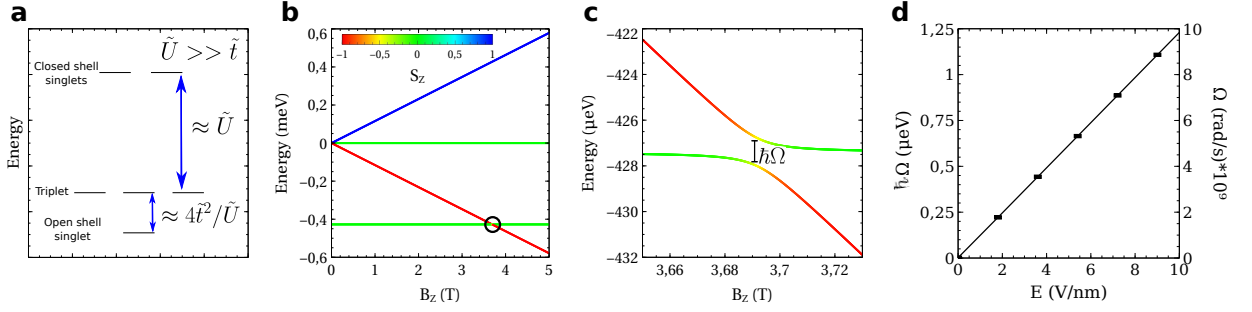 a
Energy
Closed shell
singlets
Ũ >> t̃
≈ Ũ
Triplet
≈ 4t̃²/Ũ
Open shell
singlet
b
Energy (meV)
0,6
0,4
0,2
0
−0.2
−0.4
−0.6
-1
-0,5
0
0,5
1
S_Z
0
1
2
3
4
5
B_Z (T)
c
Energy (µeV)
−422
−424
−426
−428
−430
−432
ħΩ
3,66
3,68
3,7
3,72
B_Z (T)
d
ħΩ (µeV)
1,25
1
0,75
0,5
0,25
0
0
2
4
6
8
10
E (V/nm)
10
8
6
4
2
0
Ω (rad/s)*10⁹